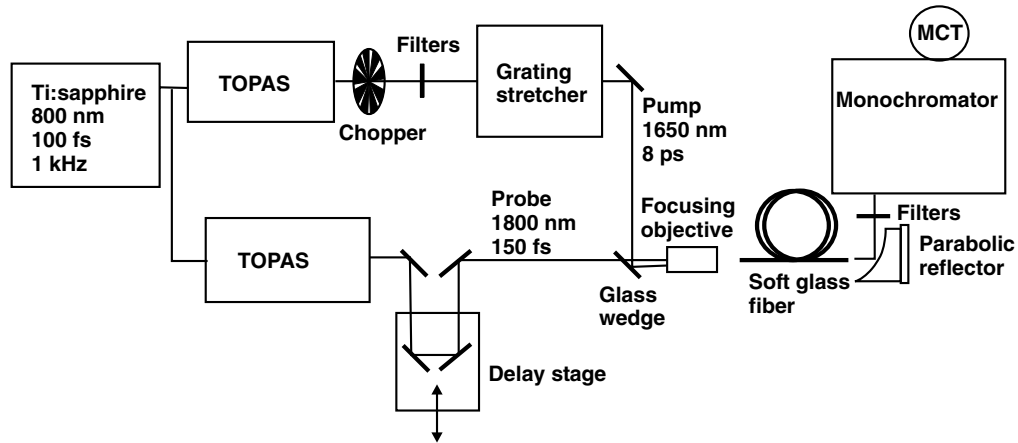 Ti:sapphire
800 nm
100 fs
1 kHz
TOPAS
Chopper
Filters
Grating
stretcher
Pump
1650 nm
8 ps
MCT
Monochromator
TOPAS
Probe
1800 nm
150 fs
Delay stage
Glass
wedge
Focusing
objective
Soft glass
fiber
Filters
Parabolic
reflector